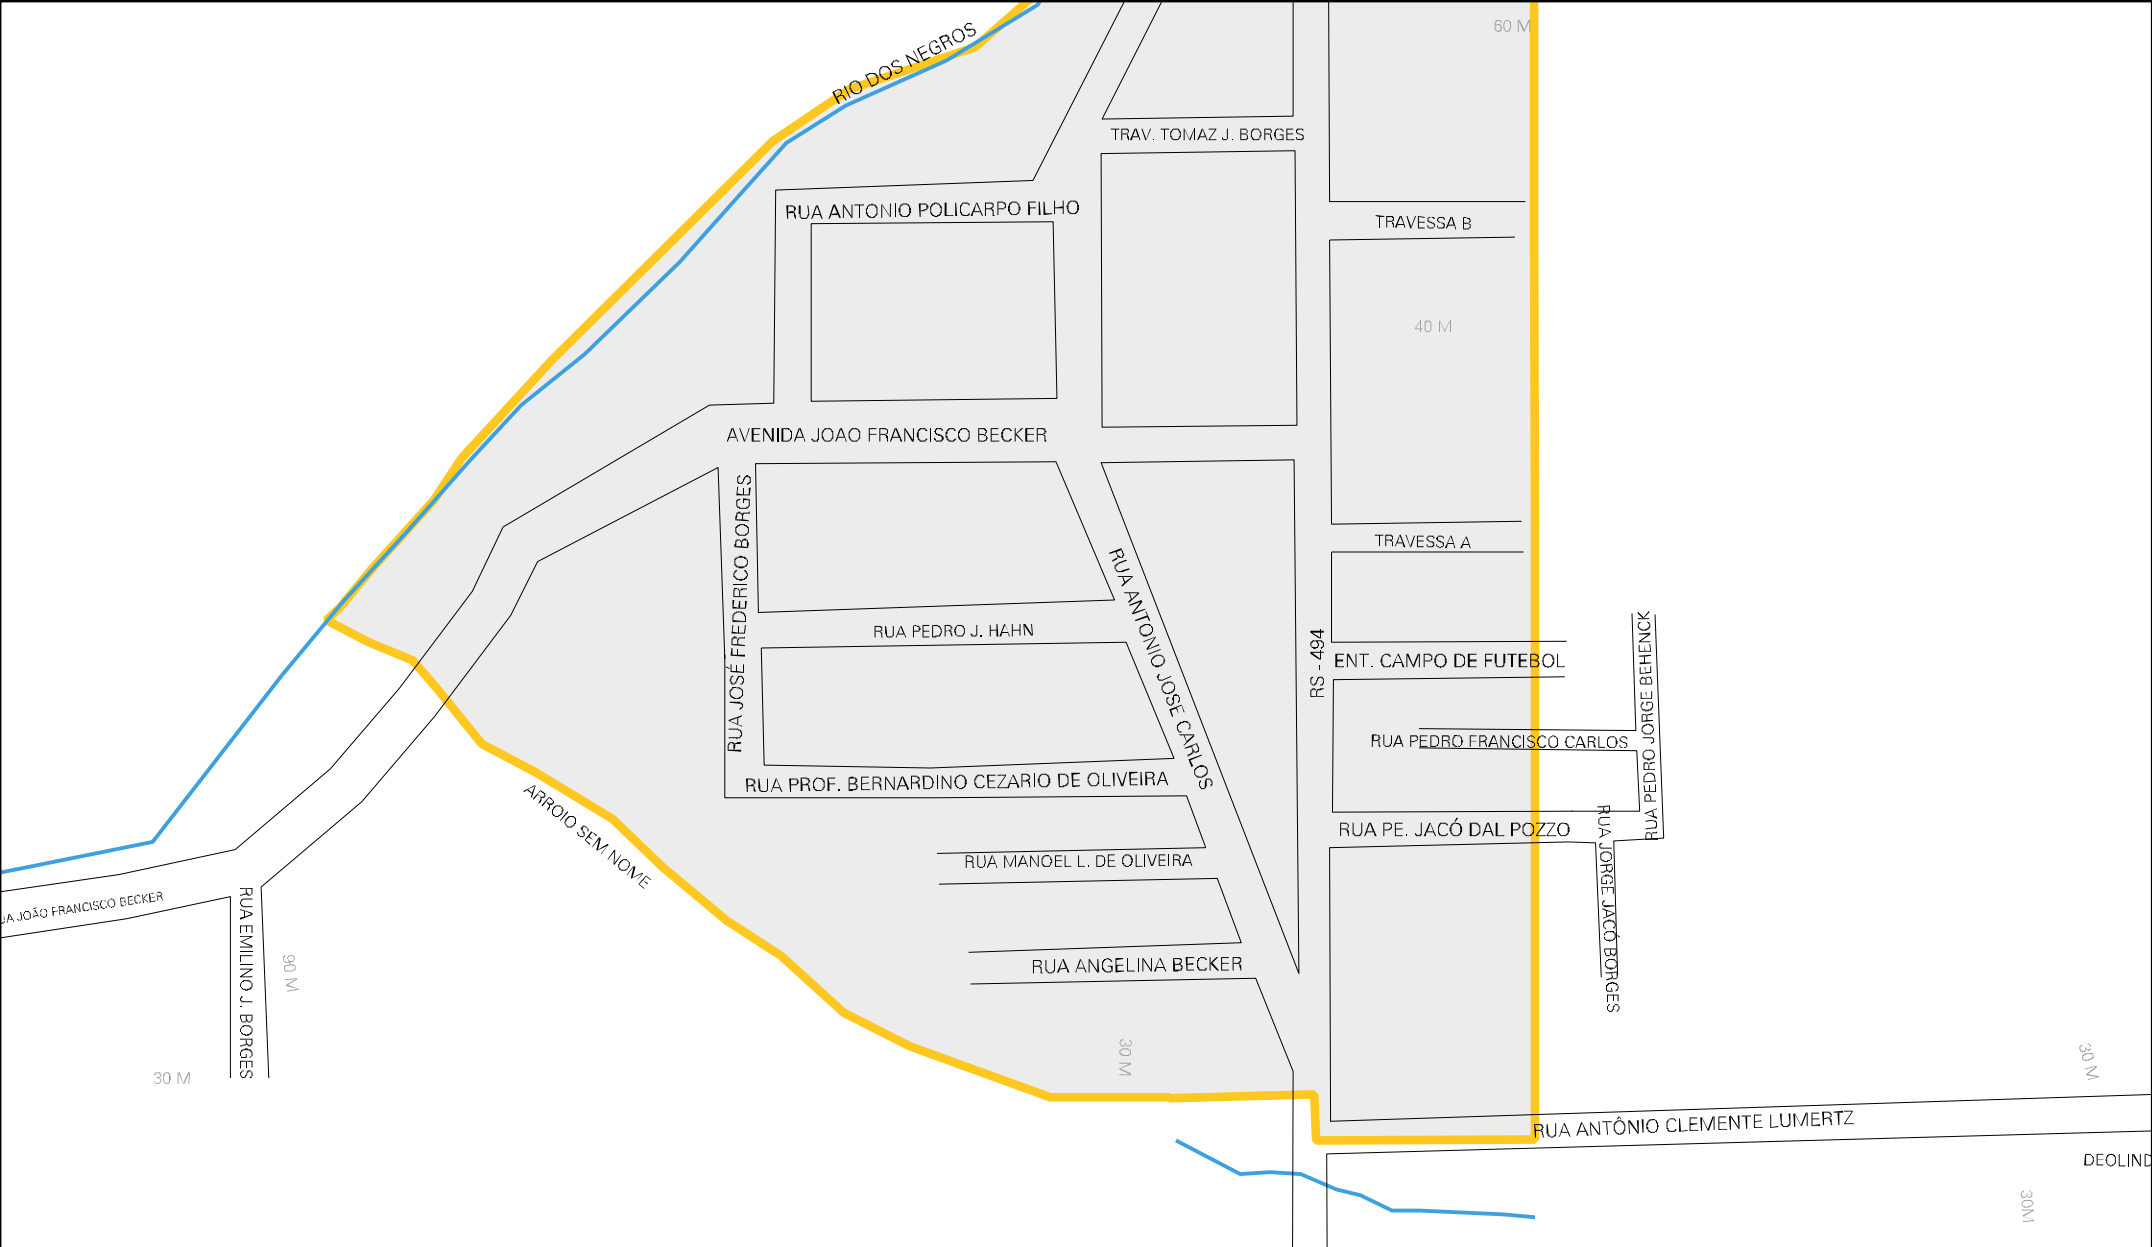 60 M
RIO DOS NEGROS
TRAV. TOMAZ J. BORGES
RUA ANTONIO POLICARPO FILHO
TRAVESSA B
40 M
AVENIDA JOAO FRANCISCO BECKER
RUA JOSÉ FREDERICO BORGES
TRAVESSA A
RUA ANTONIO JOSE CARLOS
RUA PEDRO J. HAHN
RS - 494
ENT. CAMPO DE FUTEBOL
RUA PEDRO JORGE BEHENCK
RUA PEDRO FRANCISCO CARLOS
RUA PROF. BERNARDINO CEZARIO DE OLIVEIRA
ARROIO SEM NOME
RUA PE. JACÓ DAL POZZO
RUA JORGE JACÓ BORGES
RUA MANOEL L. DE OLIVEIRA
UA JOÃO FRANCISCO BECKER
RUA EMILINO J. BORGES
90 M
RUA ANGELINA BECKER
30 M
30 M
30 M
RUA ANTÔNIO CLEMENTE LUMERTZ
DEOLIND
30M